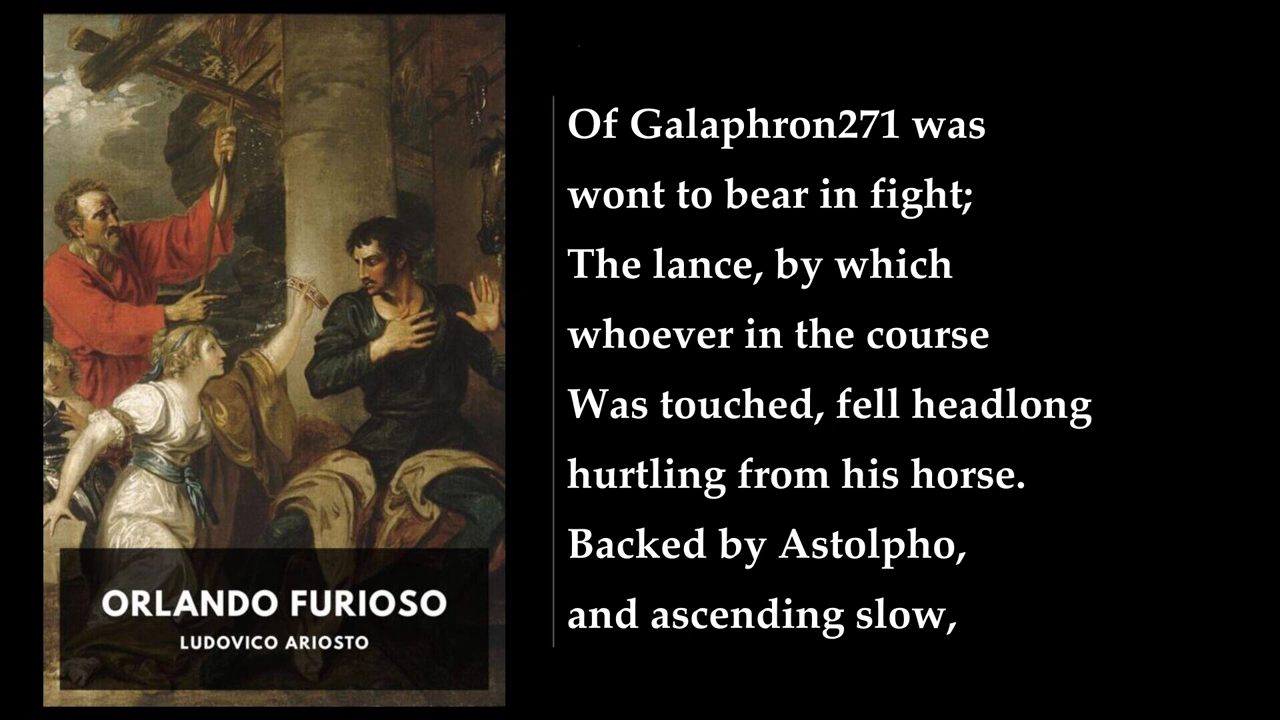 ORLANDO FURIOSO
LUDOVICO ARIOSTO
Of Galaphron271 was
wont to bear in fight;
The lance, by which
whoever in the course
Was touched, fell headlong
hurtling from his horse.
Backed by Astolpho,
and ascending slow,